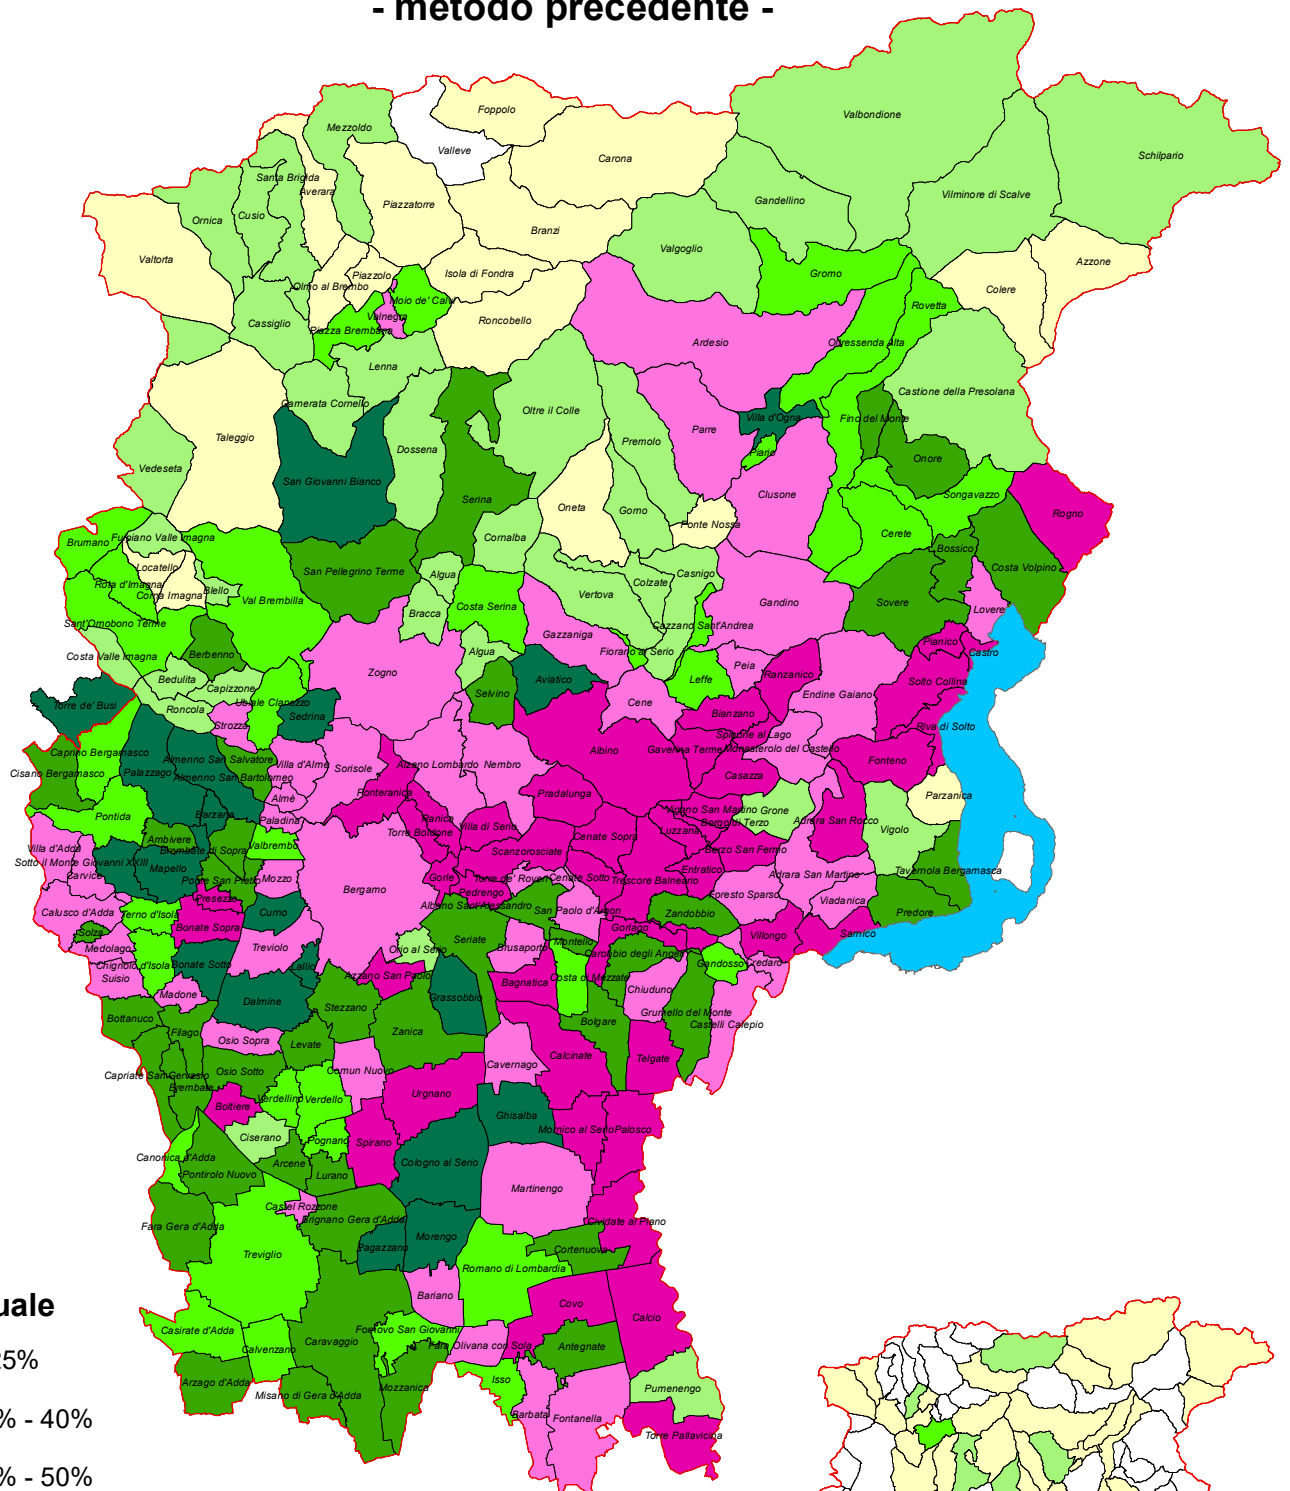 - metodo precedente -
Foppolo
Valbondione
Mezzoldo
Valleve
Carona
Schilpario
Santa Brigida
Averara
Vilminore di Scalve
Gandellino
Piazzatorre
Cusio
Ornica
Branzi
Valgoglio
Valtorta
Azzone
Isola di Fondra
Gromo
Piazzolo
Olmo al Brembo
Colere
Moio de' Calvi
Rovetta
Valnegra
Roncobello
Cassiglio
Piazza Brembana
Ardesio
Oltressenda Alta
Lenna
Castione della Presolana
Camerata Cornello
Oltre il Colle
Villa d'Ogna
Fino del Monte
Parre
Taleggio
Premolo
Dossena
Piario
Onore
Vedeseta
San Giovanni Bianco
Clusone
Songavazzo
Serina
Oneta
Gorno
Rogno
Ponte Nossa
Cerete
Fuipiano Valle Imagna
Cornalba
Brumano
Bossico
Locatello
Costa Volpino
San Pellegrino Terme
Algua
Casnigo
Rota d'Imagna
Colzate
Blello
Corna Imagna
Vertova
Val Brembilla
Gandino
Sovere
Costa Serina
Lovere
Bracca
Sant'Omobono Terme
Cazzano Sant'Andrea
Gazzaniga
Pianico
Algua
Fiorano al Serio
Castro
Berbenno
Costa Valle Imagna
Peia
Zogno
Ranzanico
Bedulita
Aviatico
Leffe
Solto Collina
Capizzone
Selvino
Endine Gaiano
Ubiale Clanezzo
Cene
Torre de' Busi
Roncola
Bianzano
Sedrina
Strozza
Riva di Solto
Spinone al Lago
Caprino Bergamasco
Albino
Gaverina Terme
Monasterolo del Castello
Almenno San Salvatore
Fonteno
Villa d'Almè
Sorisole
Alzano Lombardo
Nembro
Cisano Bergamasco
Palazzago
Almenno San Bartolomeo
Casazza
Ponteranica
Pradalunga
Parzanica
Almè
Vigano San Martino
Grone
Barzana
Pontida
Paladina
Ranica
Borgo di Terzo
Adrara San Rocco
Villa di Serio
Luzzana
Vigolo
Torre Boldone
Cenate Sopra
Ambivere
Valbrembo
Villa d'Adda
Brembate di Sopra
Scanzorosciate
Berzo San Fermo
Sotto il Monte Giovanni XXIII
Mapello
Entratico
Tavernola Bergamasca
Carvice
Mozzo
Gorle
Torre de' Roveri
Cenate Sotto
Trescore Balneario
Adrara San Martino
Ponte San Pietro
Bergamo
Pedrengo
Foresto Sparso
Presezzo
Viadanica
Albano Sant'Alessandro
Calusco d'Adda
Terno d'Isola
Curno
San Paolo d'Argon
Zandobbio
Predore
Bonate Sopra
Gorlago
Solza
Sarnico
Villongo
Seriate
Montello
Medolago
Treviolo
Orio al Serio
Brusaporto
Carobbio degli Angeli
Gandosso
Credaro
Chignolo d'Isola
Bonate Sotto
Lallio
Azzano San Paolo
Costa di Mezzate
Suisio
Bagnatica
Chiuduno
Madone
Grassobbio
Dalmine
Stezzano
Grumello del Monte
Bottanuco
Bolgare
Castelli Calepio
Filago
Zanica
Osio Sopra
Levate
Calcinate
Telgate
Cavernago
Comun Nuovo
Capriate San Gervasio
Osio Sotto
Brembate
Urgnano
Verdellino
Verdello
Boltiere
Ghisalba
Mornico al Serio
Palosco
Ciserano
Pognano
Spirano
Canonica d'Adda
Arcene
Cologno al Serio
Pontirolo Nuovo
Lurano
Martinengo
Castel Rozzone
Brignano Gera d'Adda
Cividate al Piano
Fara Gera d'Adda
Morengo
Pagazzano
Cortenuova
Treviglio
Romano di Lombardia
Bariano
uale
Covo
Calcio
Casirate d'Adda
Fornovo San Giovanni
Caravaggio
Fara Olivana con Sola
Antegnate
Calvenzano
25%
Isso
Arzago d'Adda
Mozzanica
Pumenengo
Misano di Gera d'Adda
Barbata
Fontanella
% - 40%
Torre Pallavicina
% - 50%